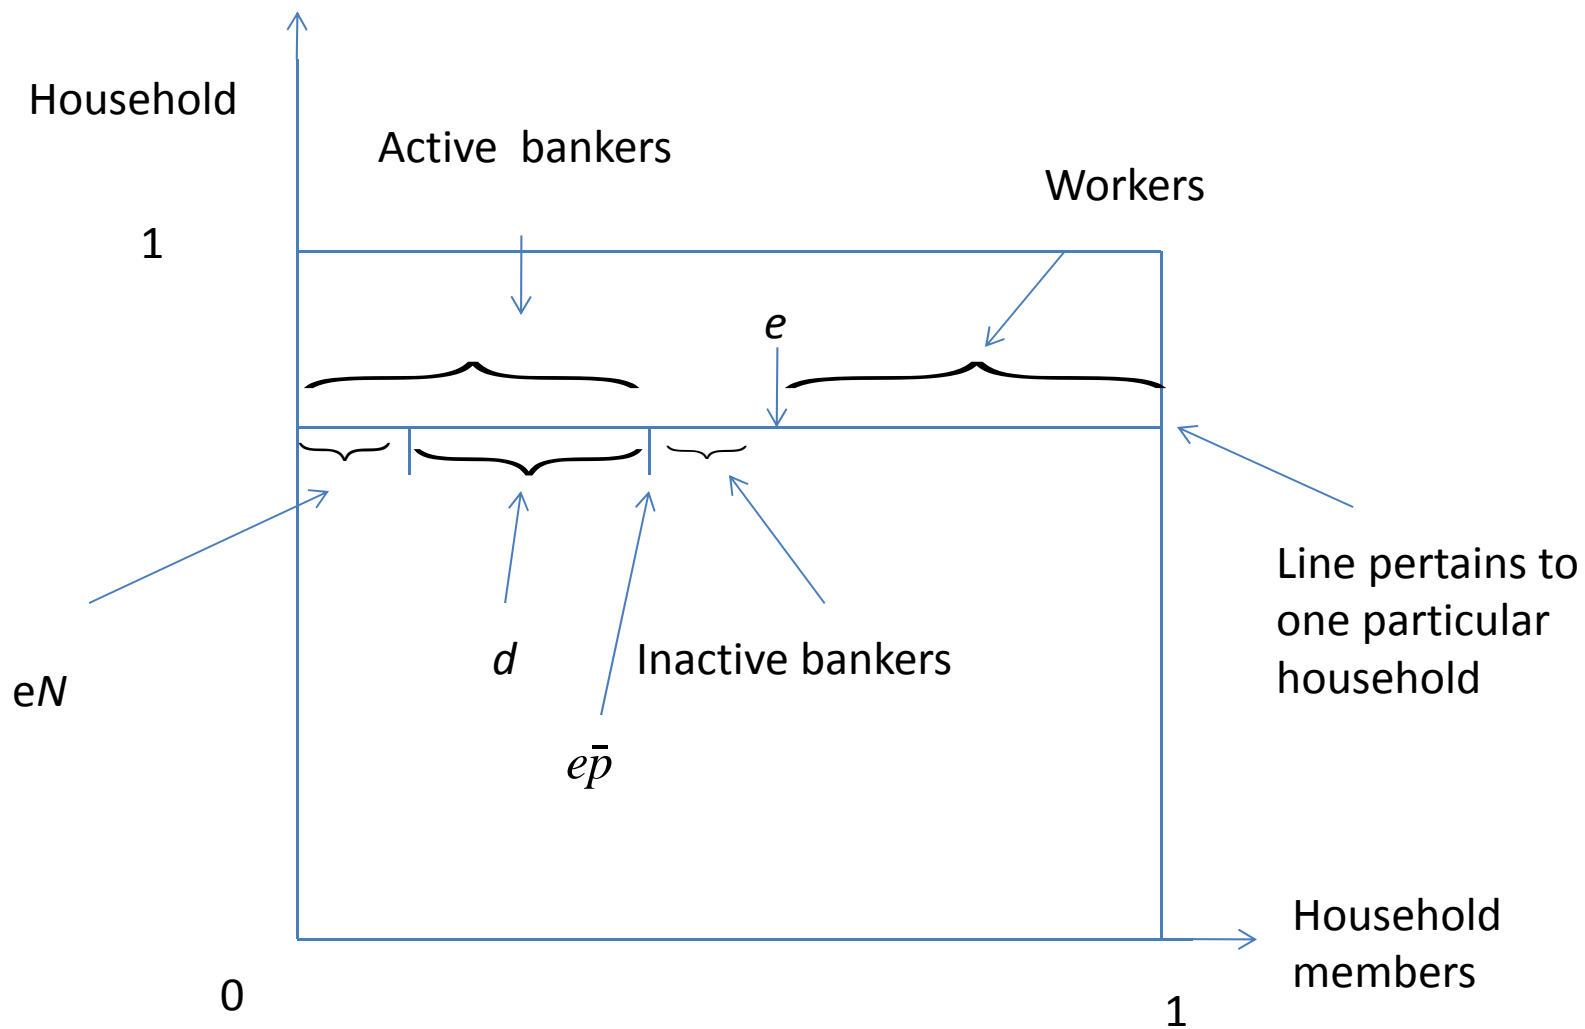 Household
Active bankers
Workers
1
e
Line pertains to
one particular
household
d
Inactive bankers
eN
ep̄
Household
members
0
1